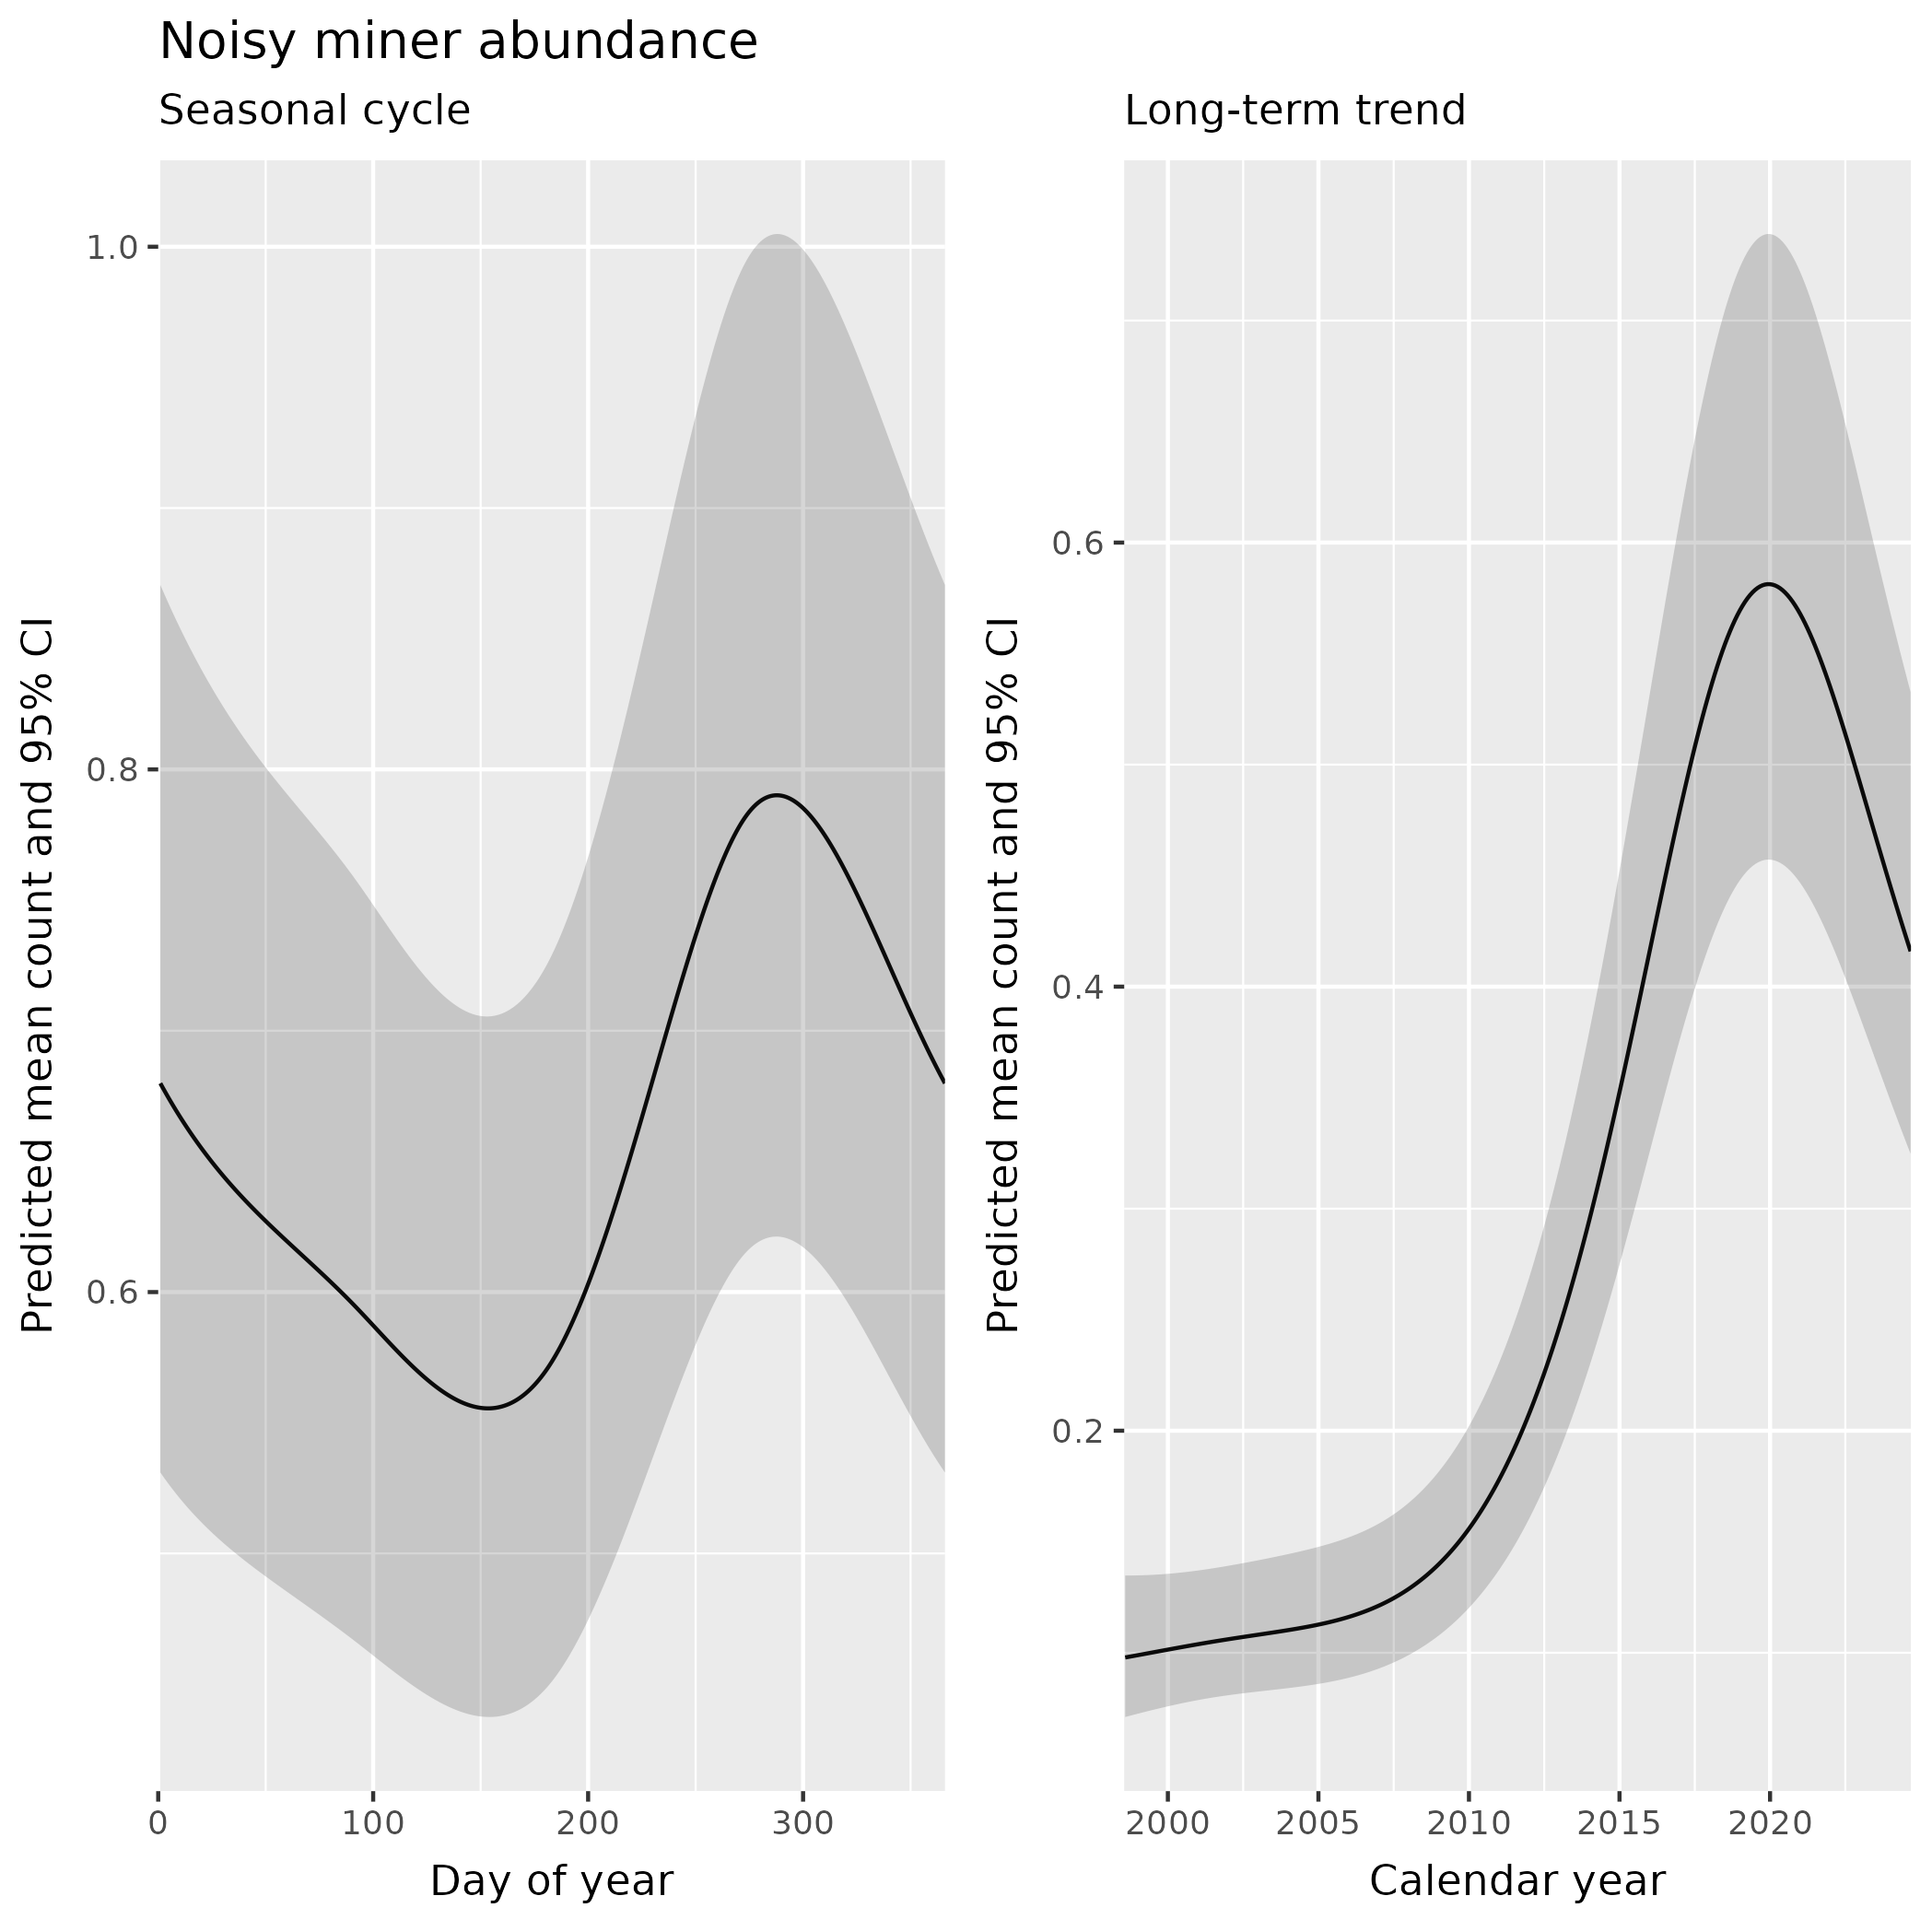 Noisy miner abundance
Seasonal cycle
Predicted mean count and 95% CI
1.0
0.8
0.6
0 100 200 300
Day of year
Long-term trend
Predicted mean count and 95% CI
0.6
0.4
0.2
2000 2005 2010 2015 2020
Calendar year